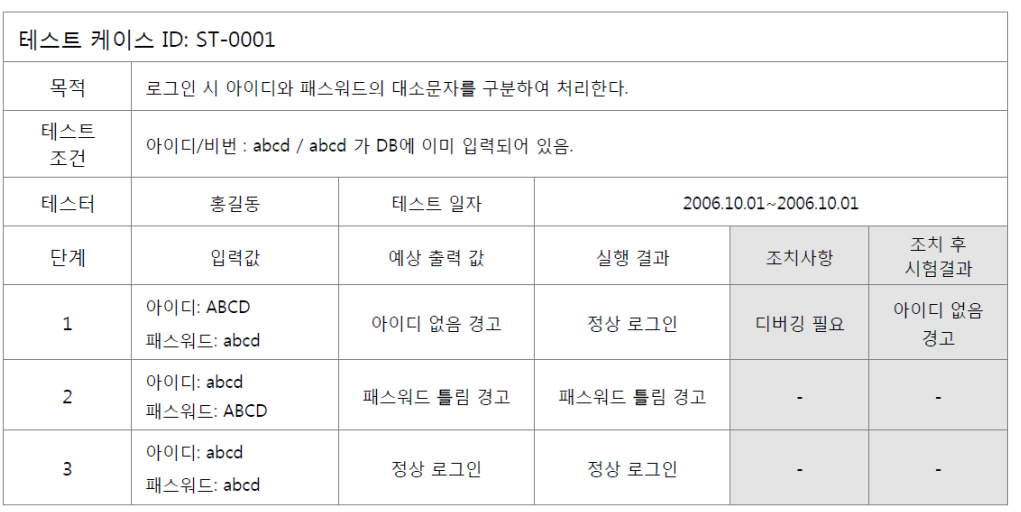 테스트 케이스 ID: ST-0001
목적
로그인 시 아이디와 패스워드의 대소문자를 구분하여 처리한다.
테스트
조건
아이디/비번 : abcd / abcd 가 DB에 이미 입력되어 있음.
테스터
홍길동
테스트 일자
2006.10.01~2006.10.01
단계
입력값
예상 출력 값
실행 결과
조치사항
조치 후
시험결과
1
아이디: ABCD
패스워드: abcd
아이디 없음 경고
정상 로그인
디버깅 필요
아이디 없음
경고
2
아이디: abcd
패스워드: ABCD
패스워드 틀림 경고
패스워드 틀림 경고
-
-
3
아이디: abcd
패스워드: abcd
정상 로그인
정상 로그인
-
-